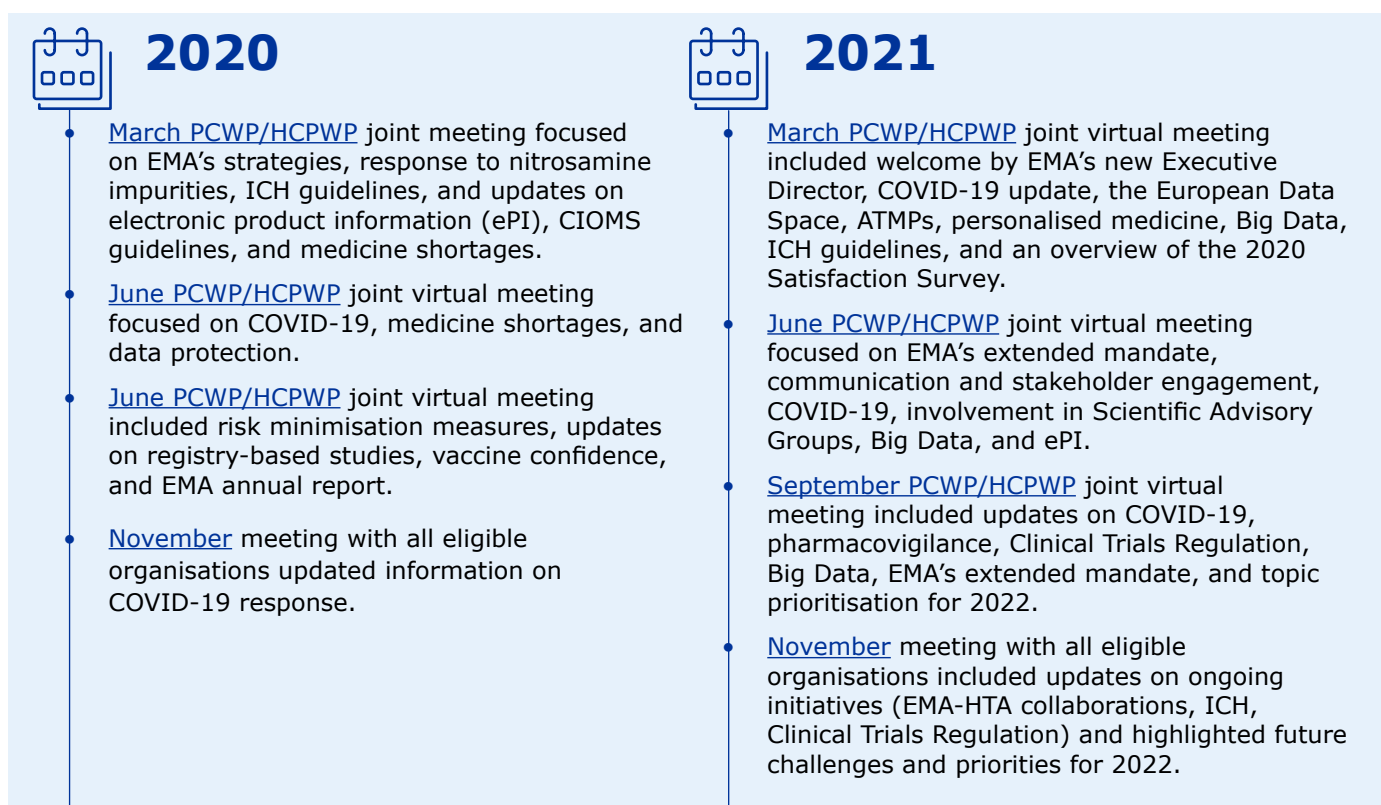 2020
March PCWP/HCPWP joint meeting focused
on EMA’s strategies, response to nitrosamine
impurities, ICH guidelines, and updates on
electronic product information (ePI), CIOMS
guidelines, and medicine shortages.
June PCWP/HCPWP joint virtual meeting
focused on COVID-19, medicine shortages, and
data protection.
June PCWP/HCPWP joint virtual meeting
included risk minimisation measures, updates
on registry-based studies, vaccine confidence,
and EMA annual report.
November meeting with all eligible
organisations updated information on
COVID-19 response.
2021
March PCWP/HCPWP joint virtual meeting
included welcome by EMA’s new Executive
Director, COVID-19 update, the European Data
Space, ATMPs, personalised medicine, Big Data,
ICH guidelines, and an overview of the 2020
Satisfaction Survey.
June PCWP/HCPWP joint virtual meeting
focused on EMA’s extended mandate,
communication and stakeholder engagement,
COVID-19, involvement in Scientific Advisory
Groups, Big Data, and ePI.
September PCWP/HCPWP joint virtual
meeting included updates on COVID-19,
pharmacovigilance, Clinical Trials Regulation,
Big Data, EMA’s extended mandate, and topic
prioritisation for 2022.
November meeting with all eligible
organisations included updates on ongoing
initiatives (EMA-HTA collaborations, ICH,
Clinical Trials Regulation) and highlighted future
challenges and priorities for 2022.